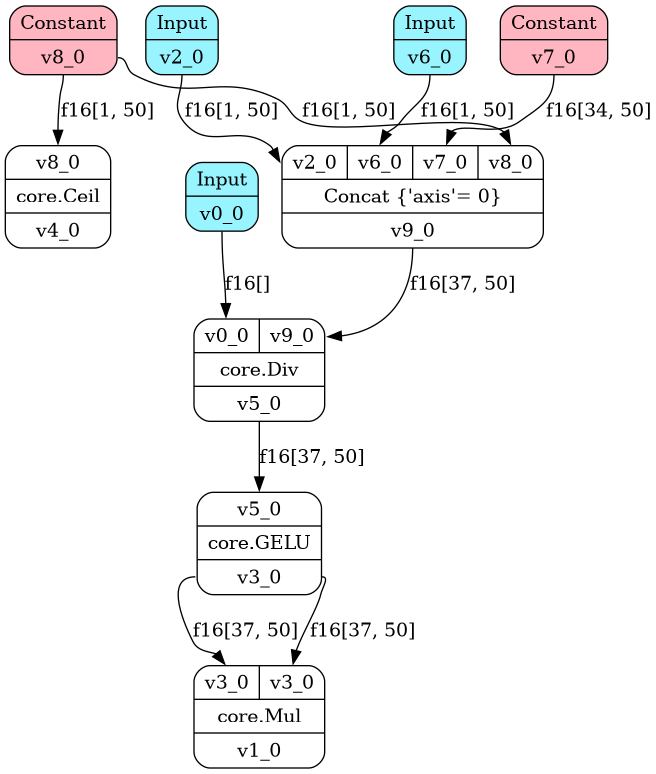 Constant
v8_0
Input
v2_0
Input
v6_0
Constant
v7_0
f16[1, 50]
f16[1, 50]
f16[1, 50]
f16[1, 50]
f16[34, 50]
v8_0
core.Ceil
v4_0
v2_0 v6_0 v7_0 v8_0
Concat {'axis'= 0}
v9_0
Input
v0_0
f16[]
f16[37, 50]
v0_0 v9_0
core.Div
v5_0
f16[37, 50]
v5_0
core.GELU
v3_0
f16[37, 50]
f16[37, 50]
v3_0 v3_0
core.Mul
v1_0